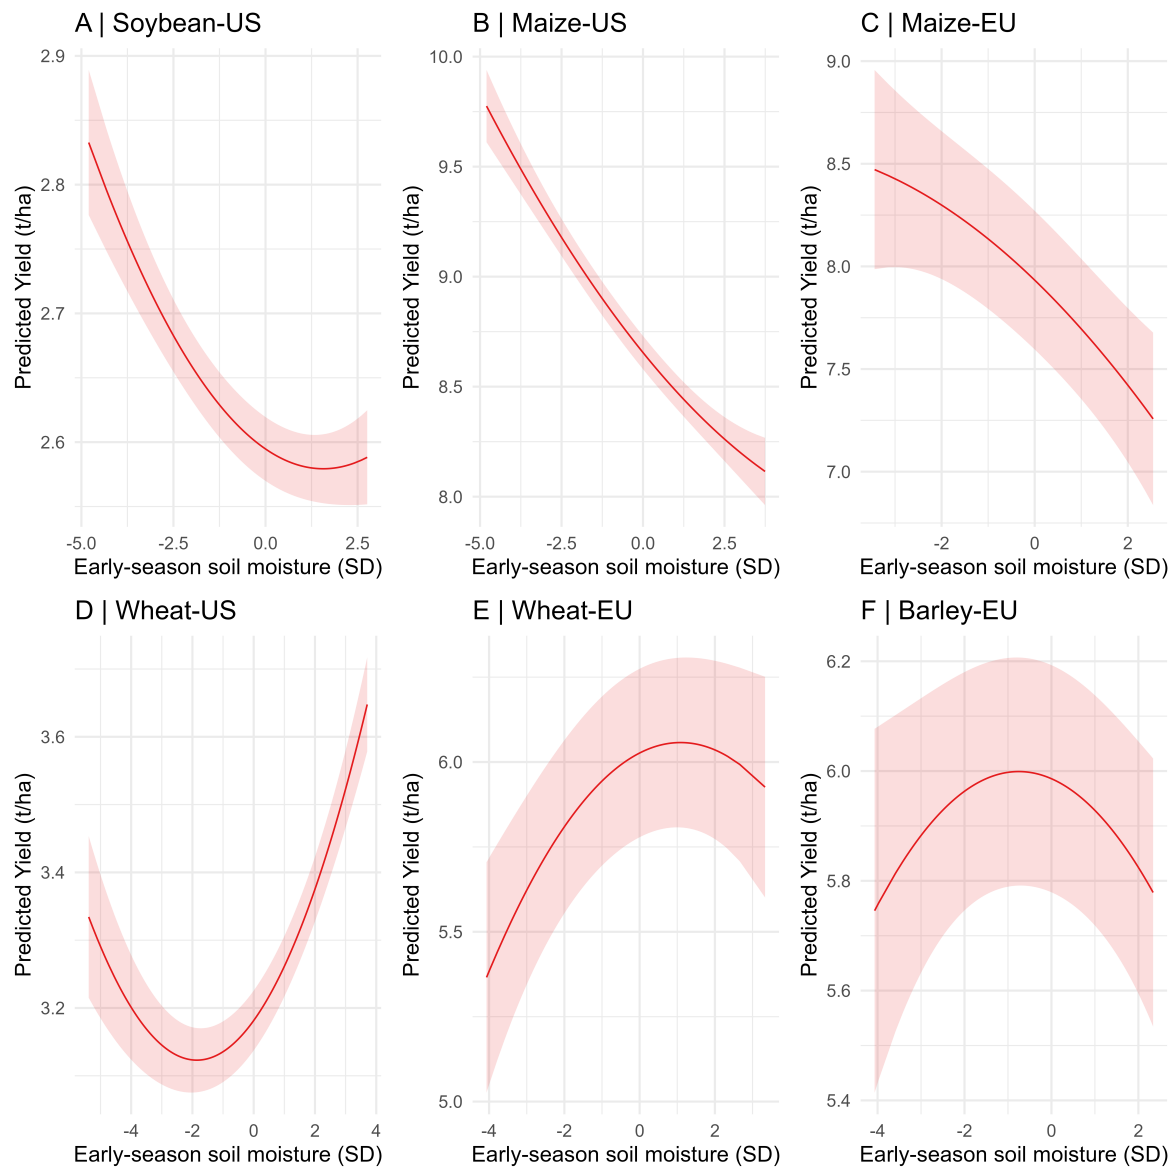 A | Soybean-US
B | Maize-US
C | Maize-EU
2.9
2.8
2.7
2.6
Predicted Yield (t/ha)
-5.0
-2.5
0.0
2.5
Early-season soil moisture (SD)
10.0
9.5
9.0
8.5
8.0
Predicted Yield (t/ha)
-5.0
-2.5
0.0
2.5
Early-season soil moisture (SD)
9.0
8.5
8.0
7.5
7.0
Predicted Yield (t/ha)
-2
0
2
Early-season soil moisture (SD)
D | Wheat-US
E | Wheat-EU
F | Barley-EU
3.6
3.4
3.2
Predicted Yield (t/ha)
-4
-2
0
2
4
Early-season soil moisture (SD)
6.0
5.5
5.0
Predicted Yield (t/ha)
-4
-2
0
2
Early-season soil moisture (SD)
6.2
6.0
5.8
5.6
5.4
Predicted Yield (t/ha)
-4
-2
0
2
Early-season soil moisture (SD)